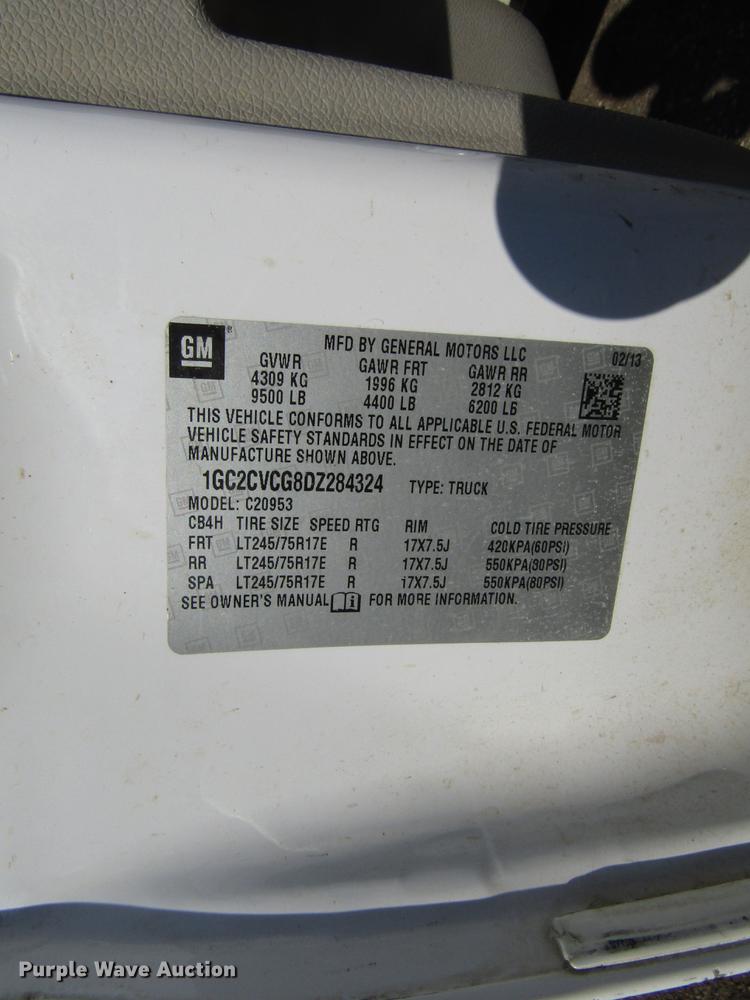 GM
MFD BY GENERAL MOTORS LLC 02/13
GVWR GAWR FRT GAWR RR
4309 KG 1996 KG 2812 KG
9500 LB 4400 LB 6200 LB
THIS VEHICLE CONFORMS TO ALL APPLICABLE U.S. FEDERAL MOTOR
VEHICLE SAFETY STANDARDS IN EFFECT ON THE DATE OF
MANUFACTURE SHOWN ABOVE.
1GC2CVCG8DZ284324 TYPE: TRUCK
MODEL: C20953
CB4H TIRE SIZE SPEED RTG RIM COLD TIRE PRESSURE
FRT LT245/75R17E R 17X7.5J 420KPA(60PSI)
RR LT245/75R17E R 17X7.5J 550KPA(80PSI)
SPA LT245/75R17E R 17X7.5J 550KPA(80PSI)
SEE OWNER'S MANUAL FOR MORE INFORMATION.
Purple Wave Auction